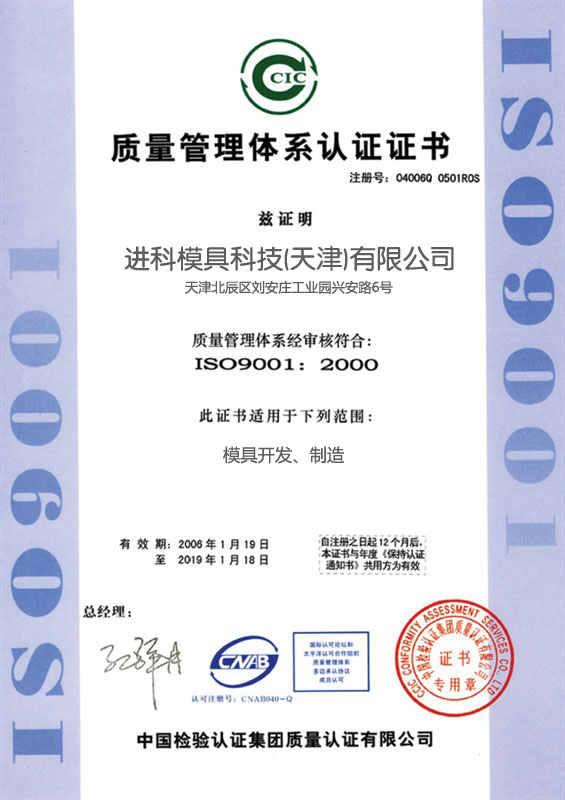 CCIC
质量管理体系认证证书
注册号：04006Q 0501R0S
兹证明
进科模具科技(天津)有限公司
天津北辰区刘安庄工业园兴安路6号
质量管理体系经审核符合：
ISO9001：2000
此证书适用于下列范围：
模具开发、制造
有 效 期：2006 年 1 月 19 日
至 2019 年 1 月 18 日
自注册之日起 12 个月后，
本证书与年度《保持认证
通知书》共用方为有效
总经理：
CNAB
认可注册号：CNAB040-Q
国际认可论坛和
太平洋认可合作组织
质量管理体系
多边承认协议
成员认可
CCIC CONFORMITY ASSESSMENT SERVICES CO., LTD
中国检验认证集团质量认证有限公司
证书
专用章
中国检验认证集团质量认证有限公司
ISO9001
ISO9001